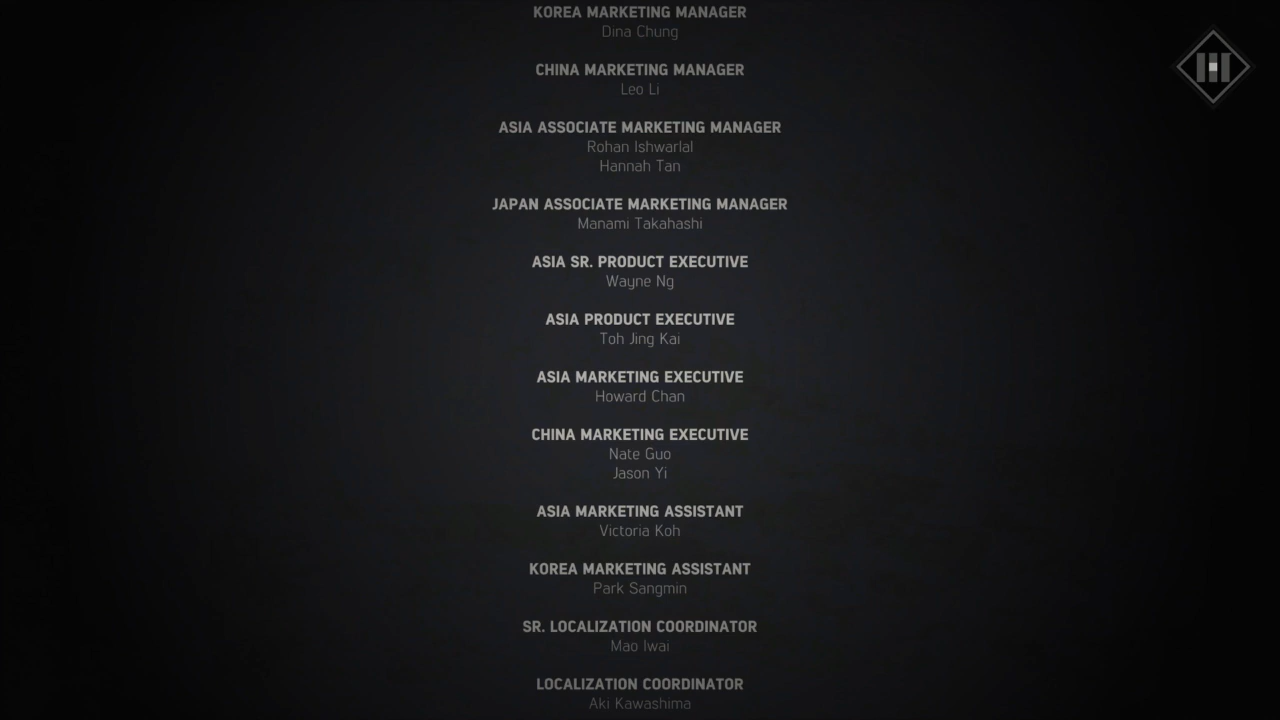 KOREA MARKETING MANAGER
Dina Chung
CHINA MARKETING MANAGER
Leo Li
ASIA ASSOCIATE MARKETING MANAGER
Rohan Ishwarlal
Hannah Tan
JAPAN ASSOCIATE MARKETING MANAGER
Manami Takahashi
ASIA SR. PRODUCT EXECUTIVE
Wayne Ng
ASIA PRODUCT EXECUTIVE
Toh Jing Kai
ASIA MARKETING EXECUTIVE
Howard Chan
CHINA MARKETING EXECUTIVE
Nate Guo
Jason Yi
ASIA MARKETING ASSISTANT
Victoria Koh
KOREA MARKETING ASSISTANT
Park Sangmin
SR. LOCALIZATION COORDINATOR
Mao Iwai
LOCALIZATION COORDINATOR
Aki Kawashima